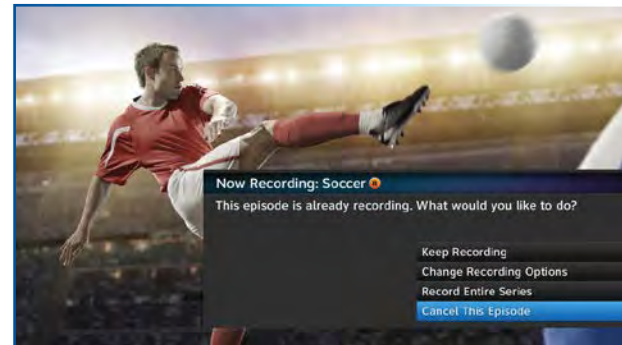 Now Recording: Soccer R
This episode is already recording. What would you like to do?
Keep Recording
Change Recording Options
Record Entire Series
Cancel This Episode